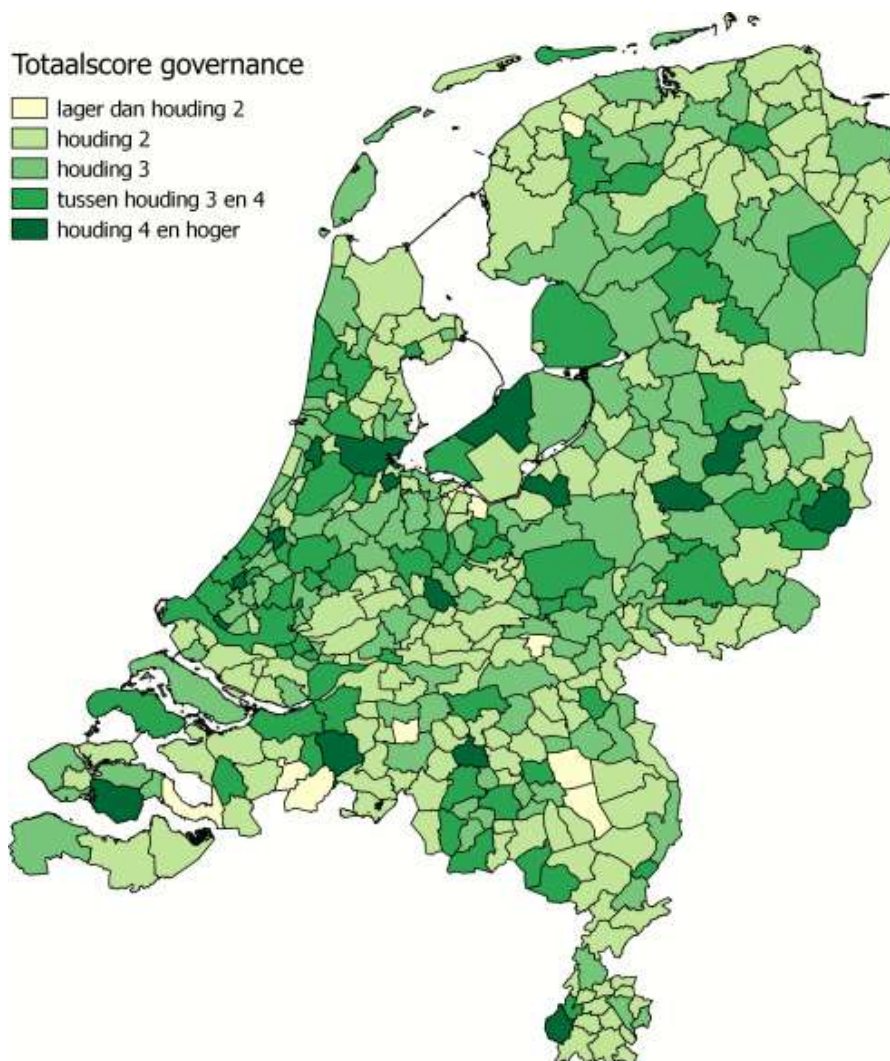 Totaalscore governance
lager dan houding 2
houding 2
houding 3
tussen houding 3 en 4
houding 4 en hoger